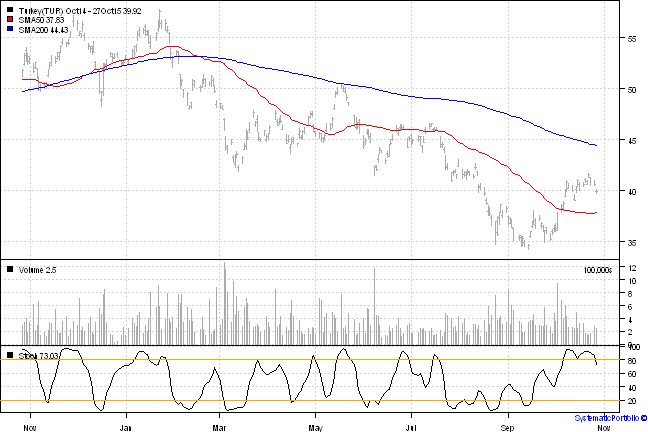 Turkey(TUR) Oct14 - 27Oct15 39.92
SMA50 37.83
SMA200 44.43
55
50
45
40
35
Volume 2.5
100,000s
12
10
8
6
4
2
0
Stoch 73.03
100
80
60
40
20
Nov Jan Mar May Jul Sep Nov
SystematicPortfolio ©